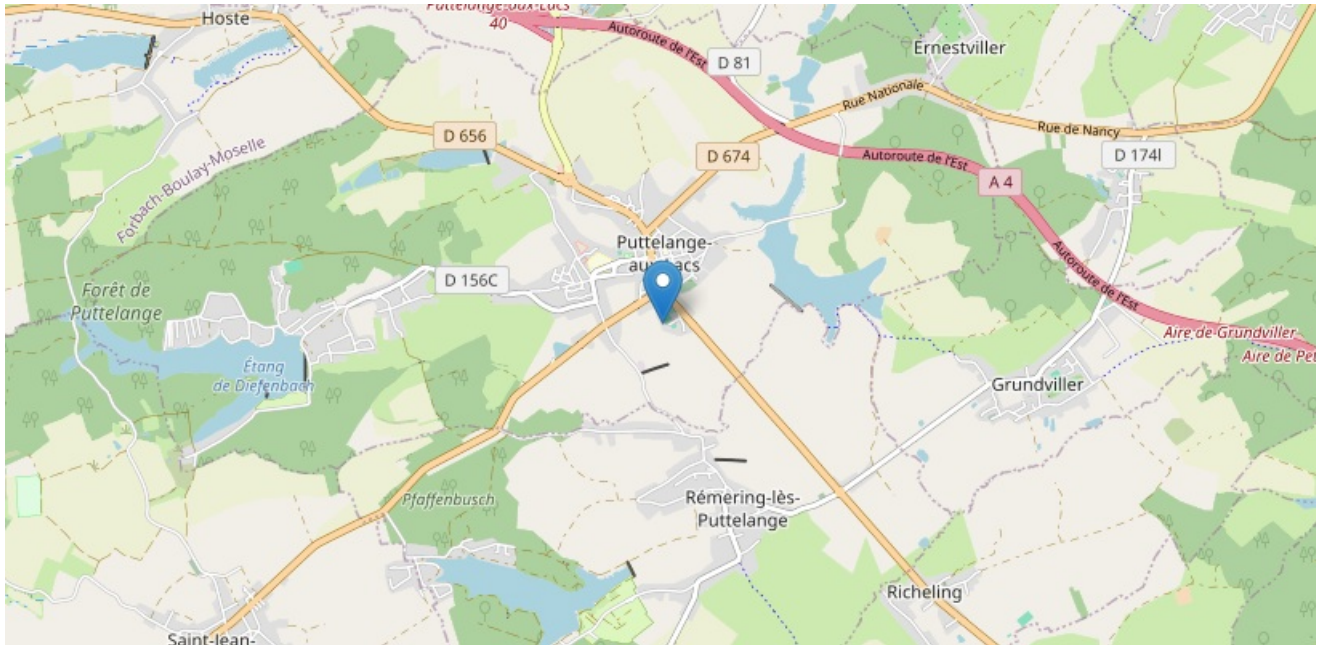 Hoste
Puttelange-aux-Lacs
40
Autoroute de l'Est
D 81
Ernestviller
Rue Nationale
Rue de Nancy
D 656
D 674
Autoroute de l'Est
D 174l
A 4
Forbach-Boulay-Moselle
Puttelange-
aux-Lacs
D 156C
Autoroute de l'Est
Forêt de
Puttelange
Aire de Grundviller
Aire de Pet
Étang
de Diefenbach
Grundviller
Pfaffenbusch
Rémering-lès-
Puttelange
Richeling
Saint-Jean-